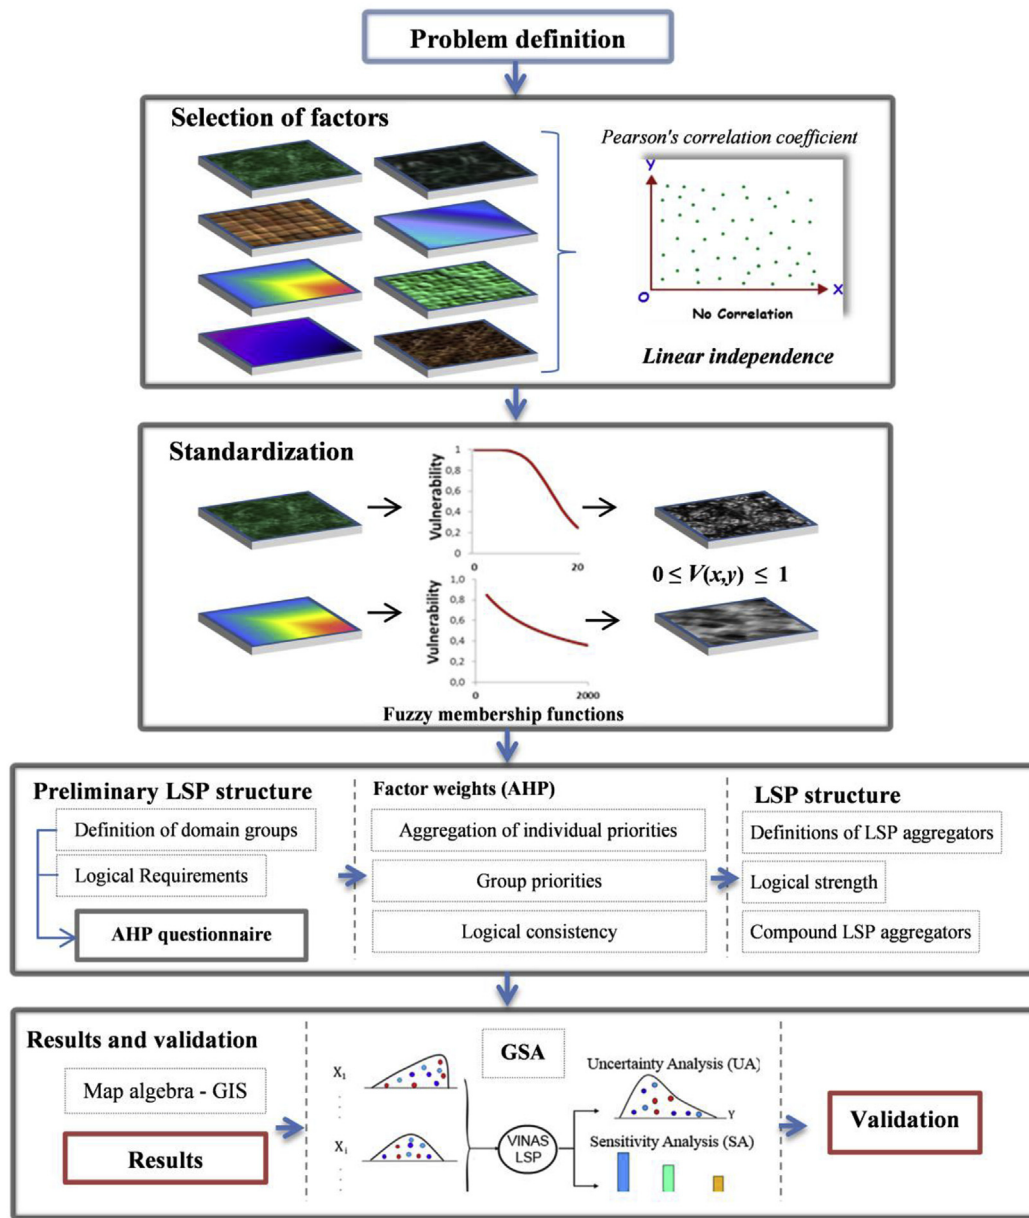 Problem definition
Selection of factors
Pearson's correlation coefficient
Y
O
X
No Correlation
Linear independence
Standardization
Vulnerability
1
0,8
0,6
0,4
0,2
0
0
20
0 ≤ V(x,y) ≤ 1
Vulnerability
1,0
0,8
0,6
0,4
0,2
0,0
0
2000
Fuzzy membership functions
Preliminary LSP structure
Definition of domain groups
Logical Requirements
AHP questionnaire
Factor weights (AHP)
Aggregation of individual priorities
Group priorities
Logical consistency
LSP structure
Definitions of LSP aggregators
Logical strength
Compound LSP aggregators
Results and validation
Map algebra - GIS
Results
GSA
X1
Xi
VINAS
LSP
Uncertainty Analysis (UA)
Y
Sensitivity Analysis (SA)
Validation